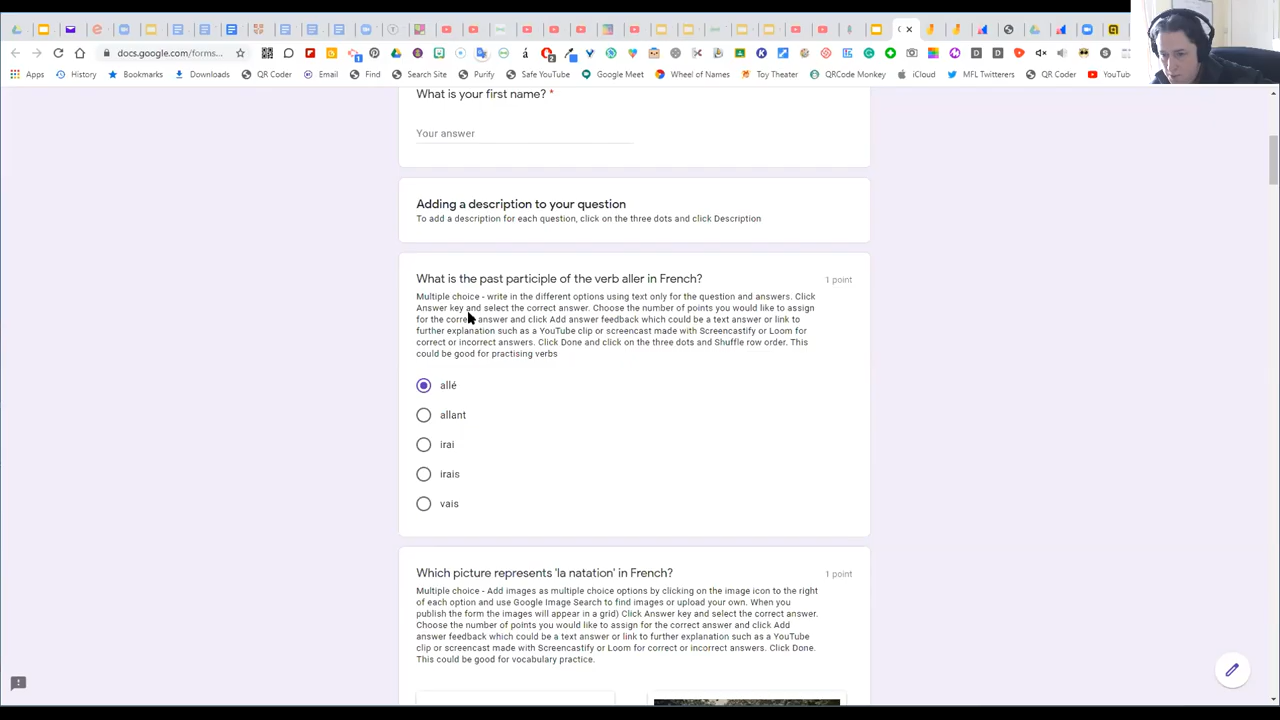 docs.google.com/forms...
Apps
History
Bookmarks
Downloads
QR Coder
Email
Find
Search Site
Purify
Safe YouTube
Google Meet
Wheel of Names
Toy Theater
QRCode Monkey
iCloud
MFL Twitterers
QR Coder
YouTub
What is your first name? *
Your answer
Adding a description to your question
To add a description for each question, click on the three dots and click Description
What is the past participle of the verb aller in French?
1 point
Multiple choice - write in the different options using text only for the question and answers. Click
Answer key and select the correct answer. Choose the number of points you would like to assign
for the correct answer and click Add answer feedback which could be a text answer or link to
further explanation such as a YouTube clip or screencast made with Screencastify or Loom for
correct or incorrect answers. Click Done and click on the three dots and Shuffle row order. This
could be good for practising verbs
allé
allant
irai
irais
vais
Which picture represents 'la natation' in French?
1 point
Multiple choice - Add images as multiple choice options by clicking on the image icon to the right
of each option and use Google Image Search to find images or upload your own. When you
publish the form the images will appear in a grid) Click Answer key and select the correct answer.
Choose the number of points you would like to assign for the correct answer and click Add
answer feedback which could be a text answer or link to further explanation such as a YouTube
clip or screencast made with Screencastify or Loom for correct or incorrect answers. Click Done.
This could be good for vocabulary practice.